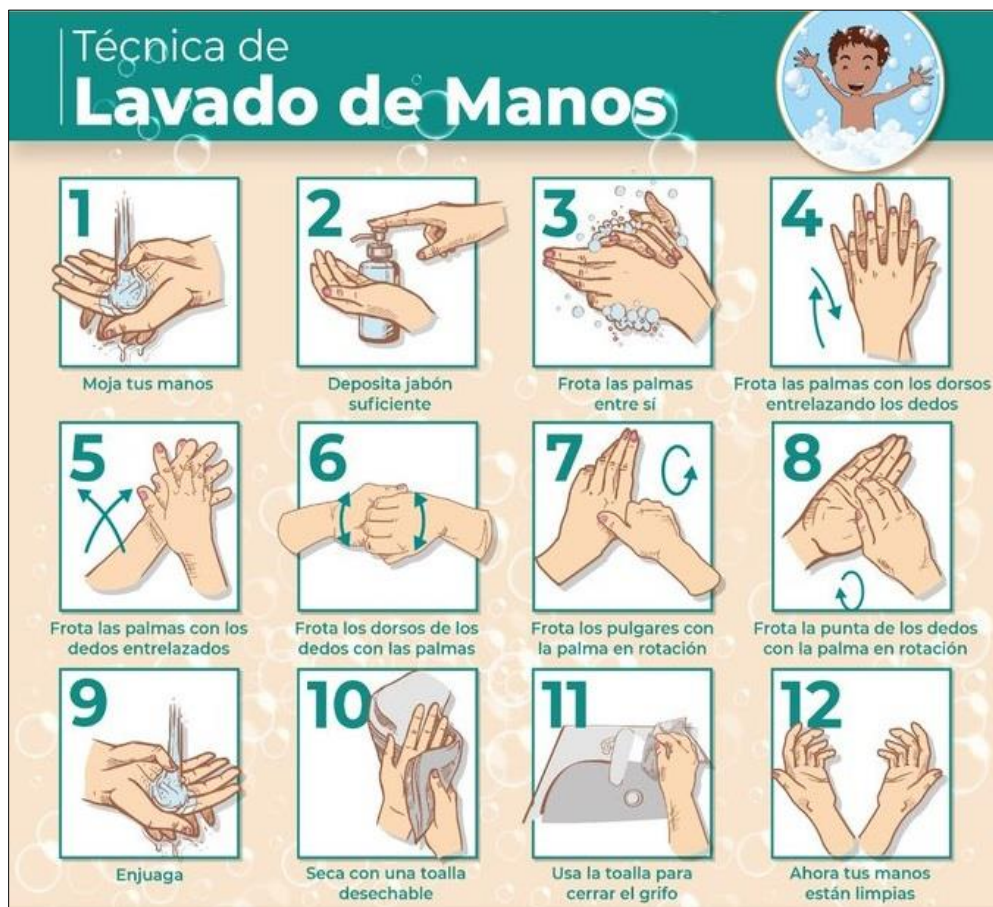 Técnica de
Lavado de Manos
1
Moja tus manos
2
Deposita jabón
suficiente
3
Frota las palmas
entre sí
4
Frota las palmas con los dorsos
entrelazando los dedos
5
Frota las palmas con los
dedos entrelazados
6
Frota los dorsos de los
dedos con las palmas
7
Frota los pulgares con
la palma en rotación
8
Frota la punta de los dedos
con la palma en rotación
9
Enjuaga
10
Seca con una toalla
desechable
11
Usa la toalla para
cerrar el grifo
12
Ahora tus manos
están limpias